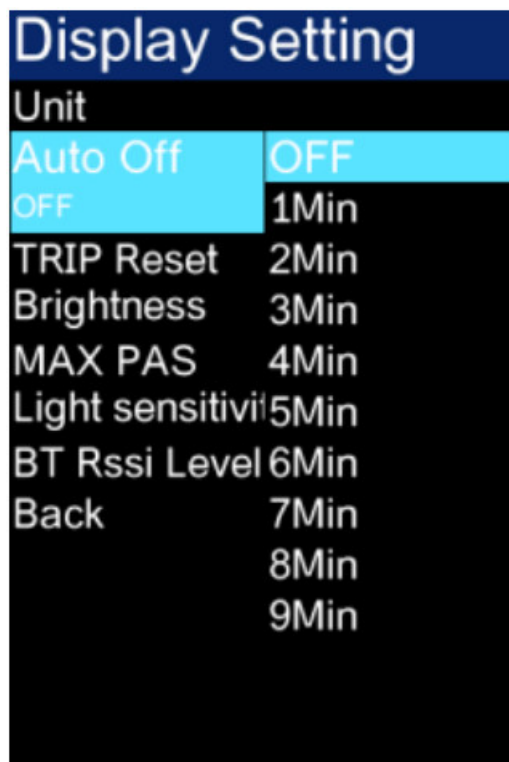 Display Setting
Unit
Auto Off
OFF
TRIP Reset
Brightness
MAX PAS
Light sensitivi
BT Rssi Level
Back
OFF
1Min
2Min
3Min
4Min
5Min
6Min
7Min
8Min
9Min